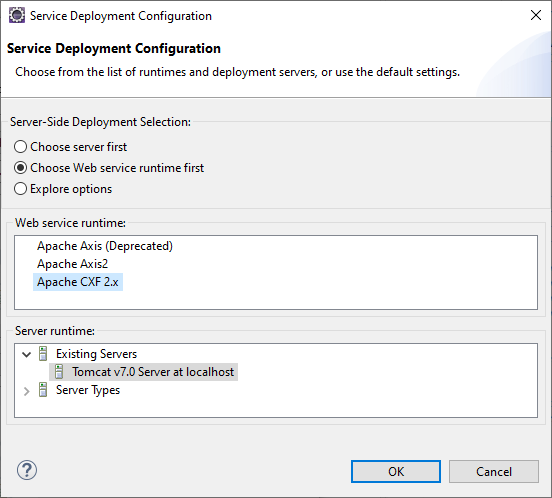 Service Deployment Configuration
Service Deployment Configuration
Choose from the list of runtimes and deployment servers, or use the default settings.
Server-Side Deployment Selection:
Choose server first
Choose Web service runtime first
Explore options
Web service runtime:
Apache Axis (Deprecated)
Apache Axis2
Apache CXF 2.x
Server runtime:
Existing Servers
Tomcat v7.0 Server at localhost
Server Types
?
OK
Cancel